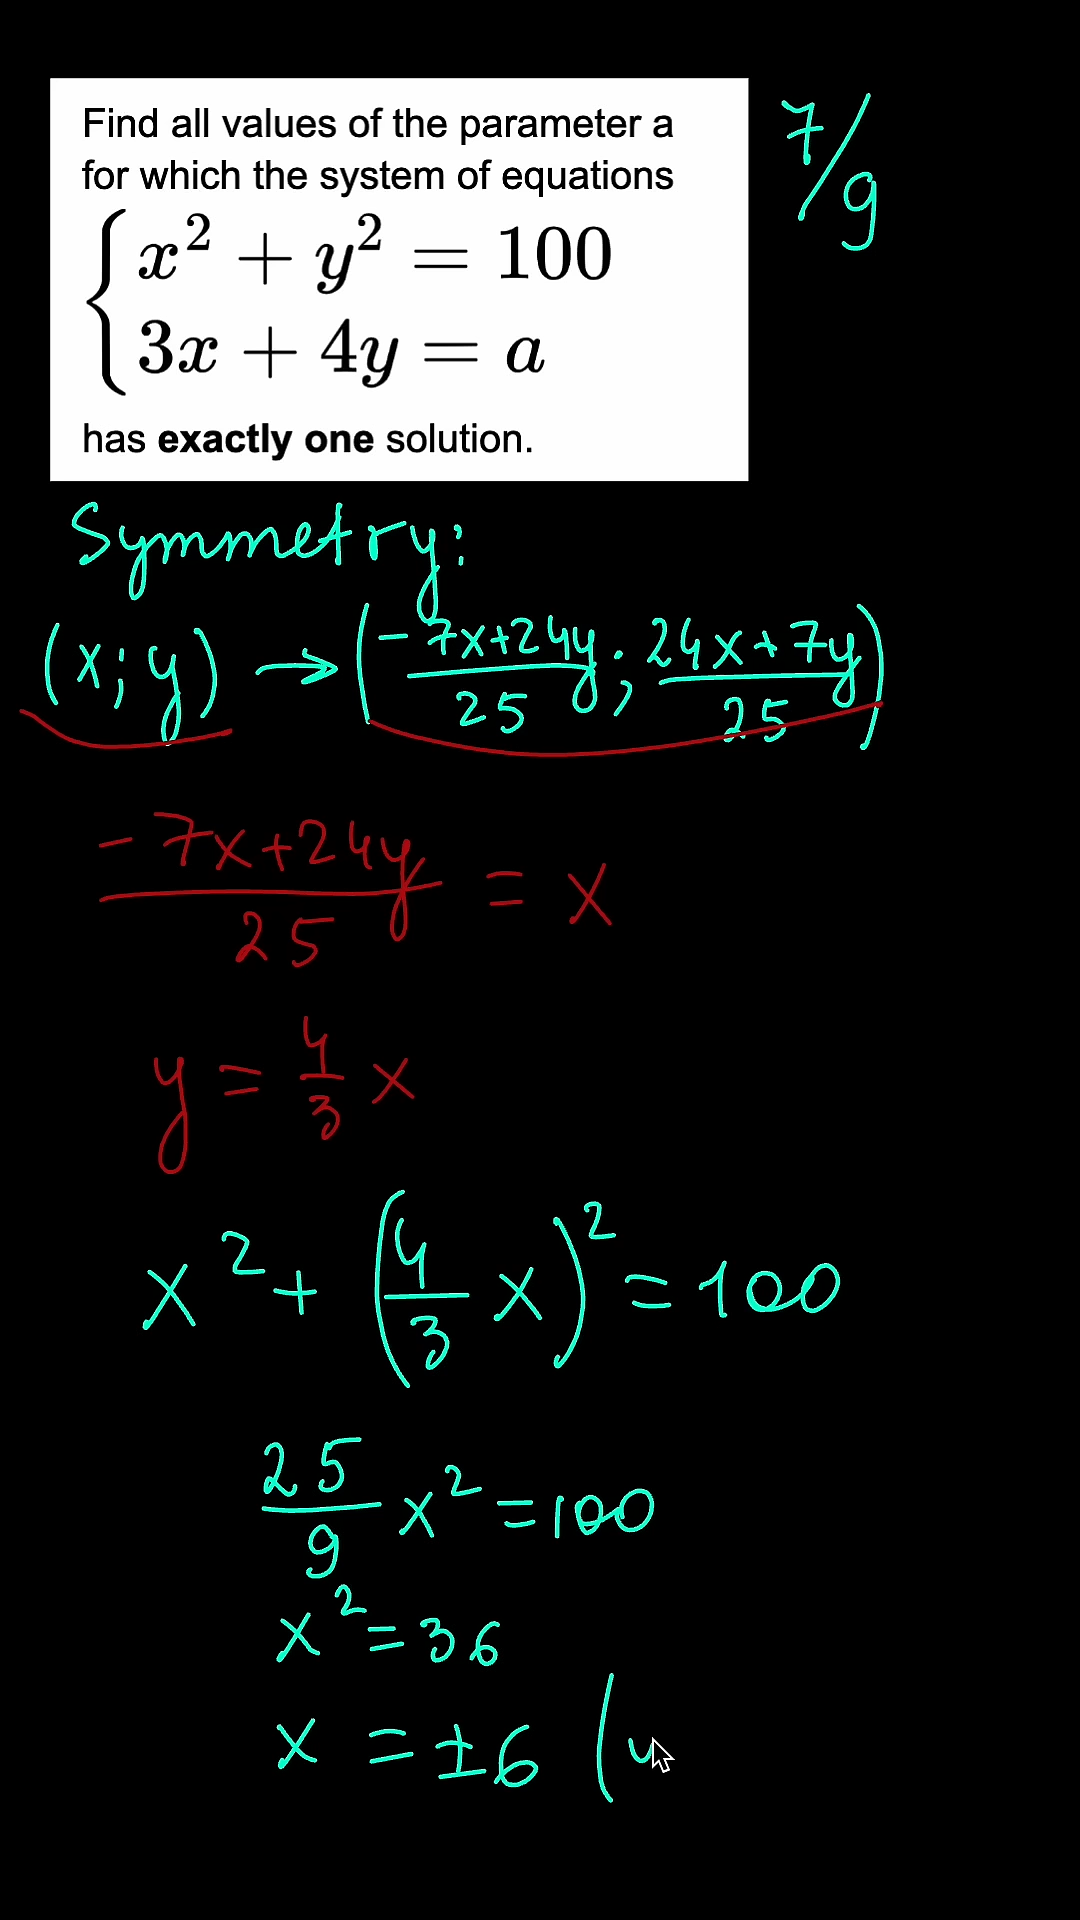 Find all values of the parameter a
for which the system of equations
{ x² + y² = 100
3x + 4y = a
has exactly one solution.
7/9
Symmetry:
(x; y) → ((-7x+24y)/25; (24x+7y)/25)
(-7x+24y)/25 = x
y = 4/3 x
x² + (4/3 x)² = 100
25/9 x² = 100
x² = 36
x = ±6 (